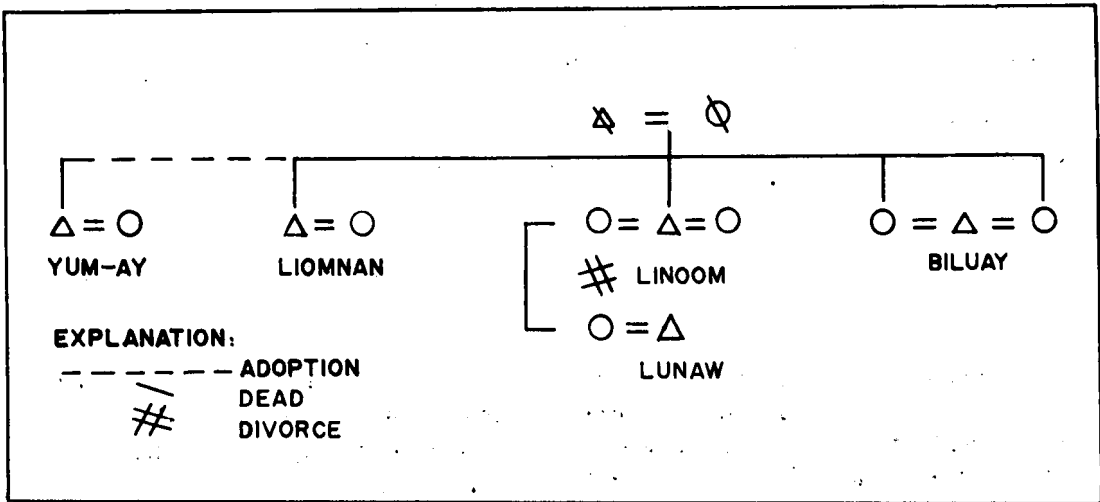 YUM-AY
LIOMNAN
LINOOM
BILUAY
LUNAW
EXPLANATION:
ADOPTION
DEAD
DIVORCE